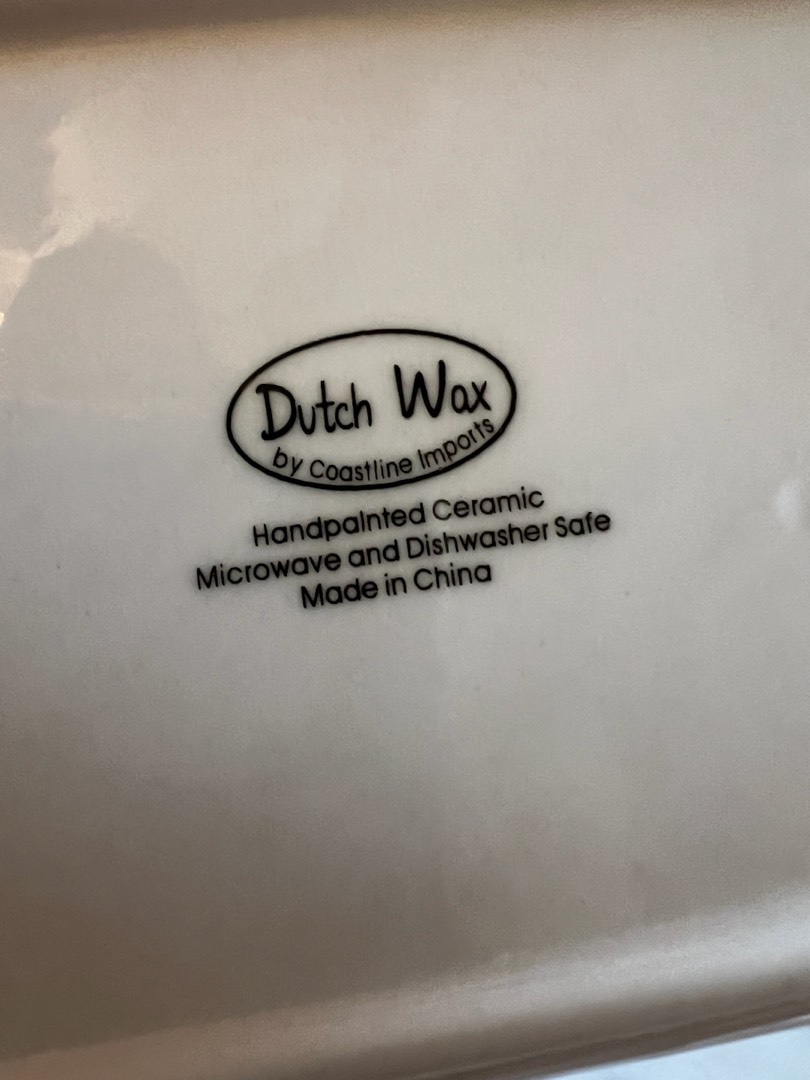 Dutch Wax
by Coastline Imports
Handpainted Ceramic
Microwave and Dishwasher Safe
Made in China